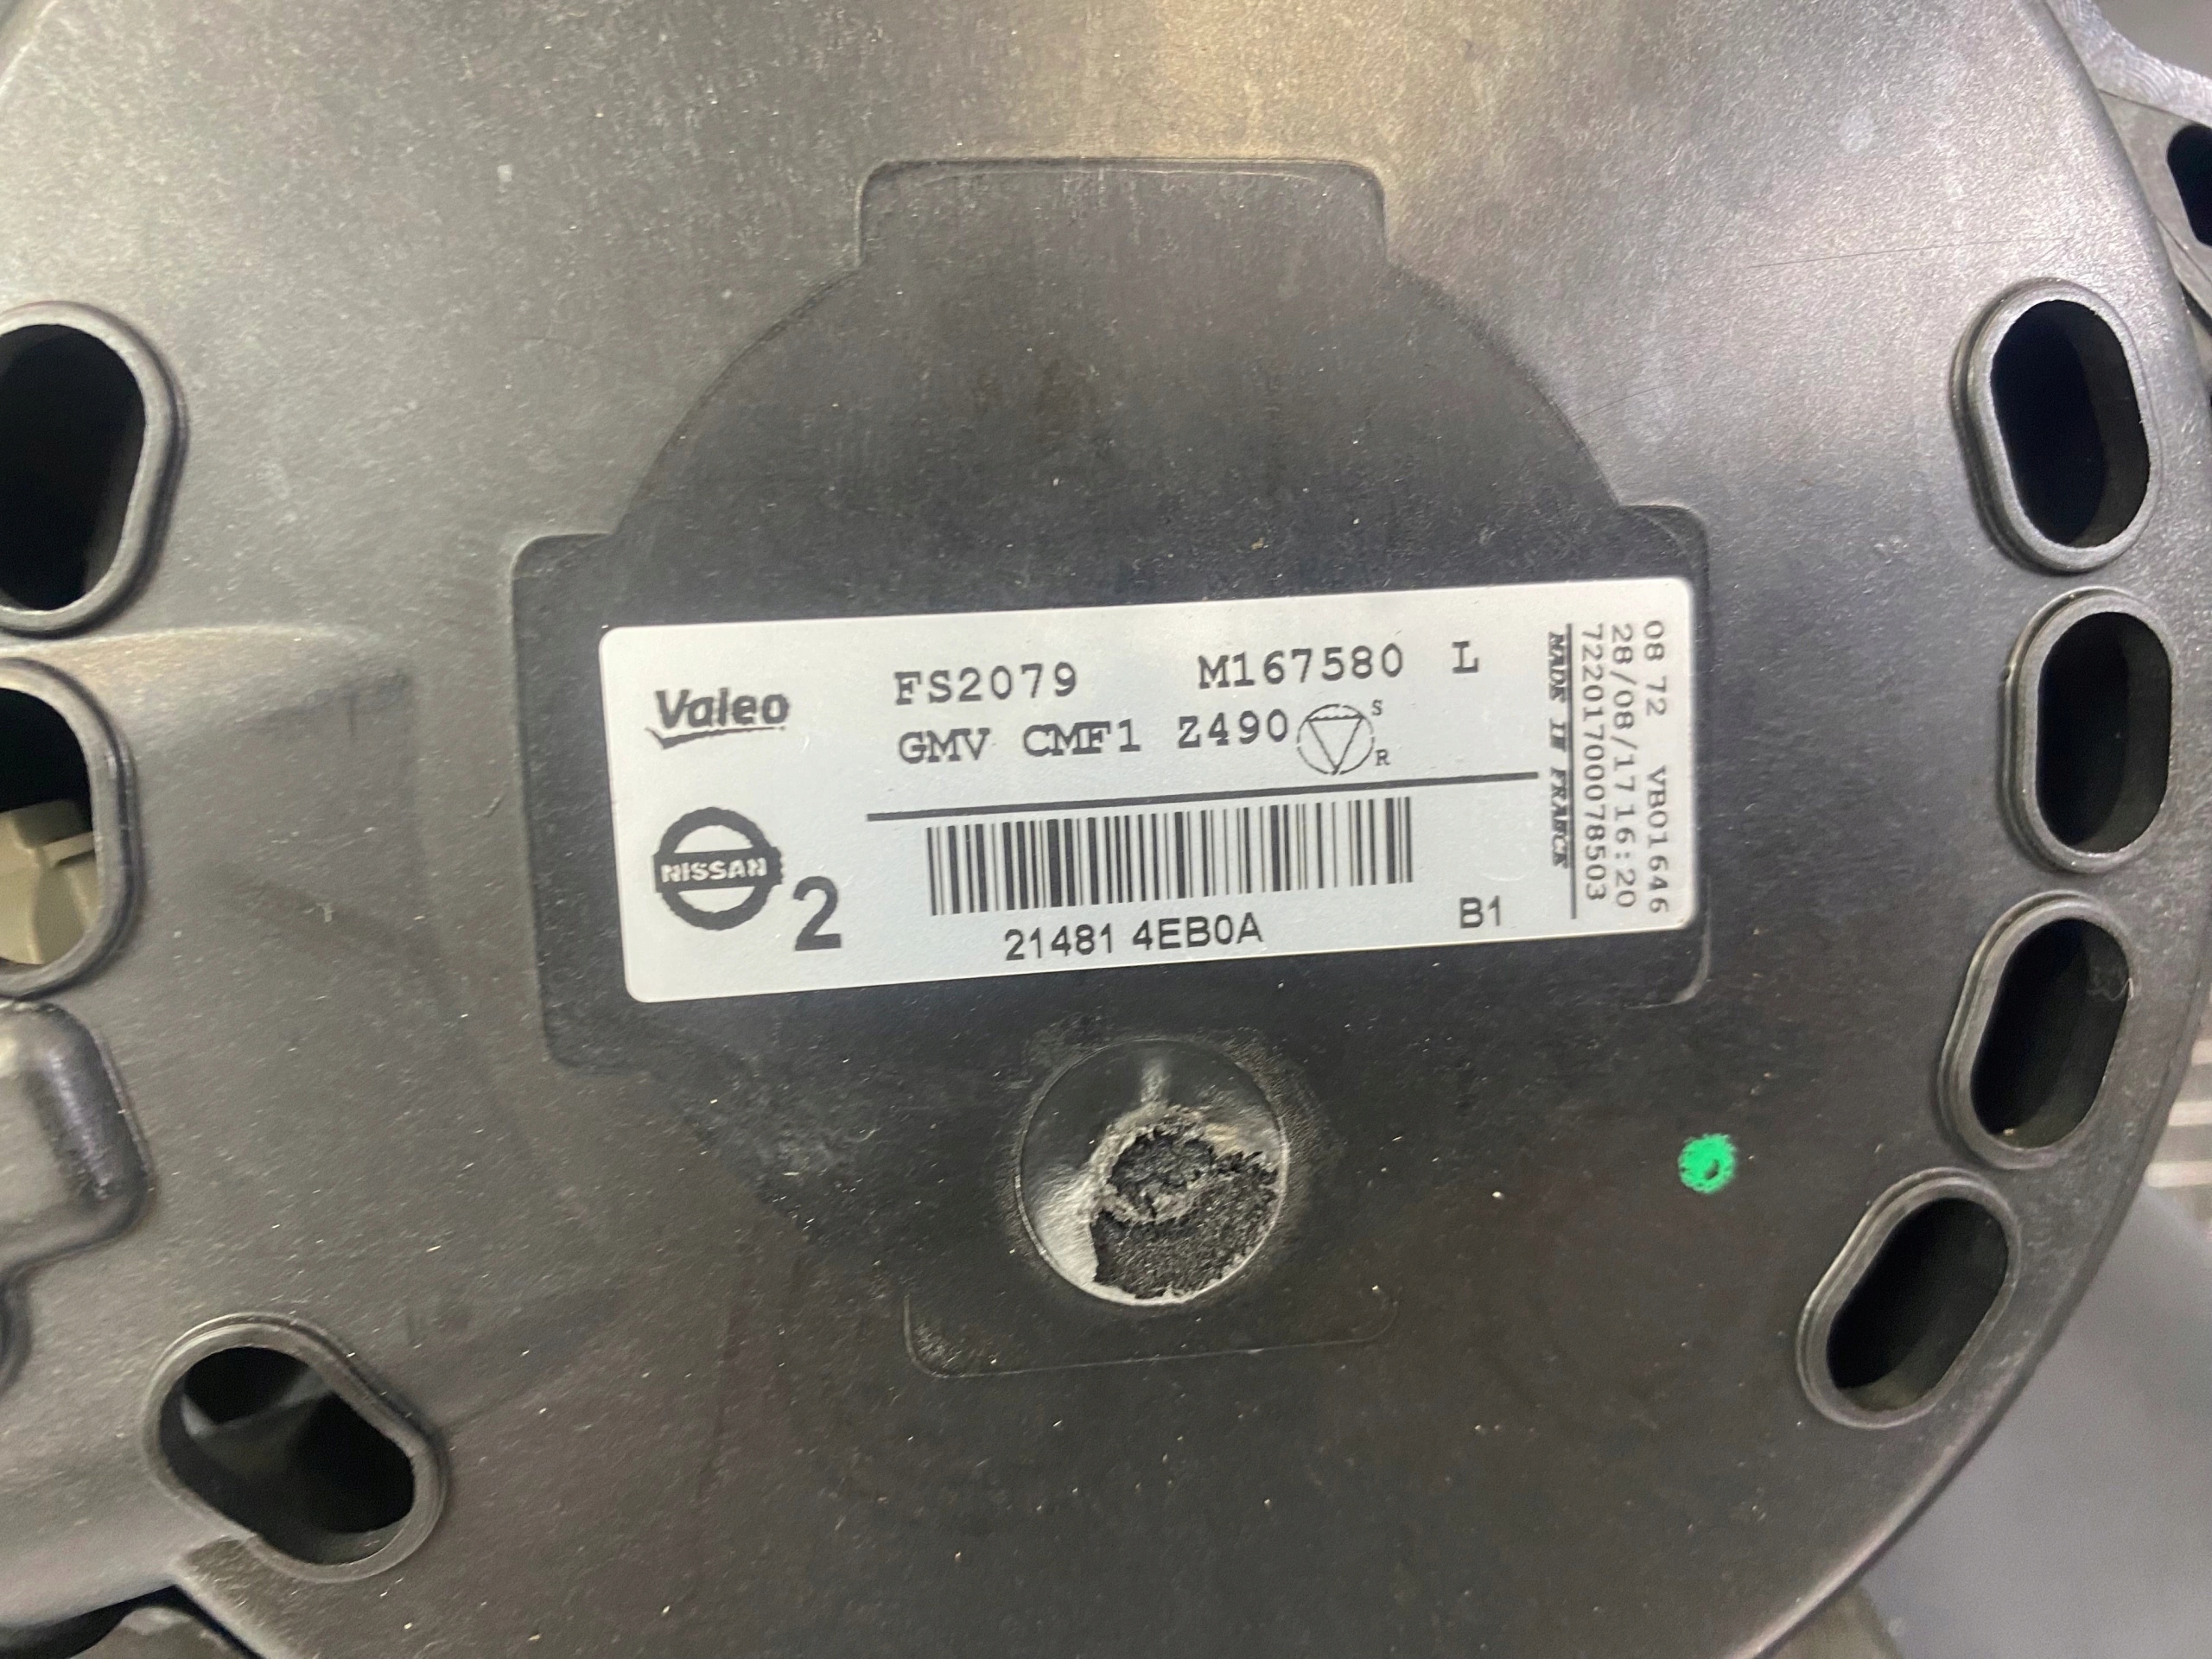 Valeo
FS2079 M167580 L
GMV CMF1 Z490 S R
NISSAN 2
21481 4EB0A B1
08 72 VB01646
28/08/17 16:20
72201700078503
MADE IN FRANCE